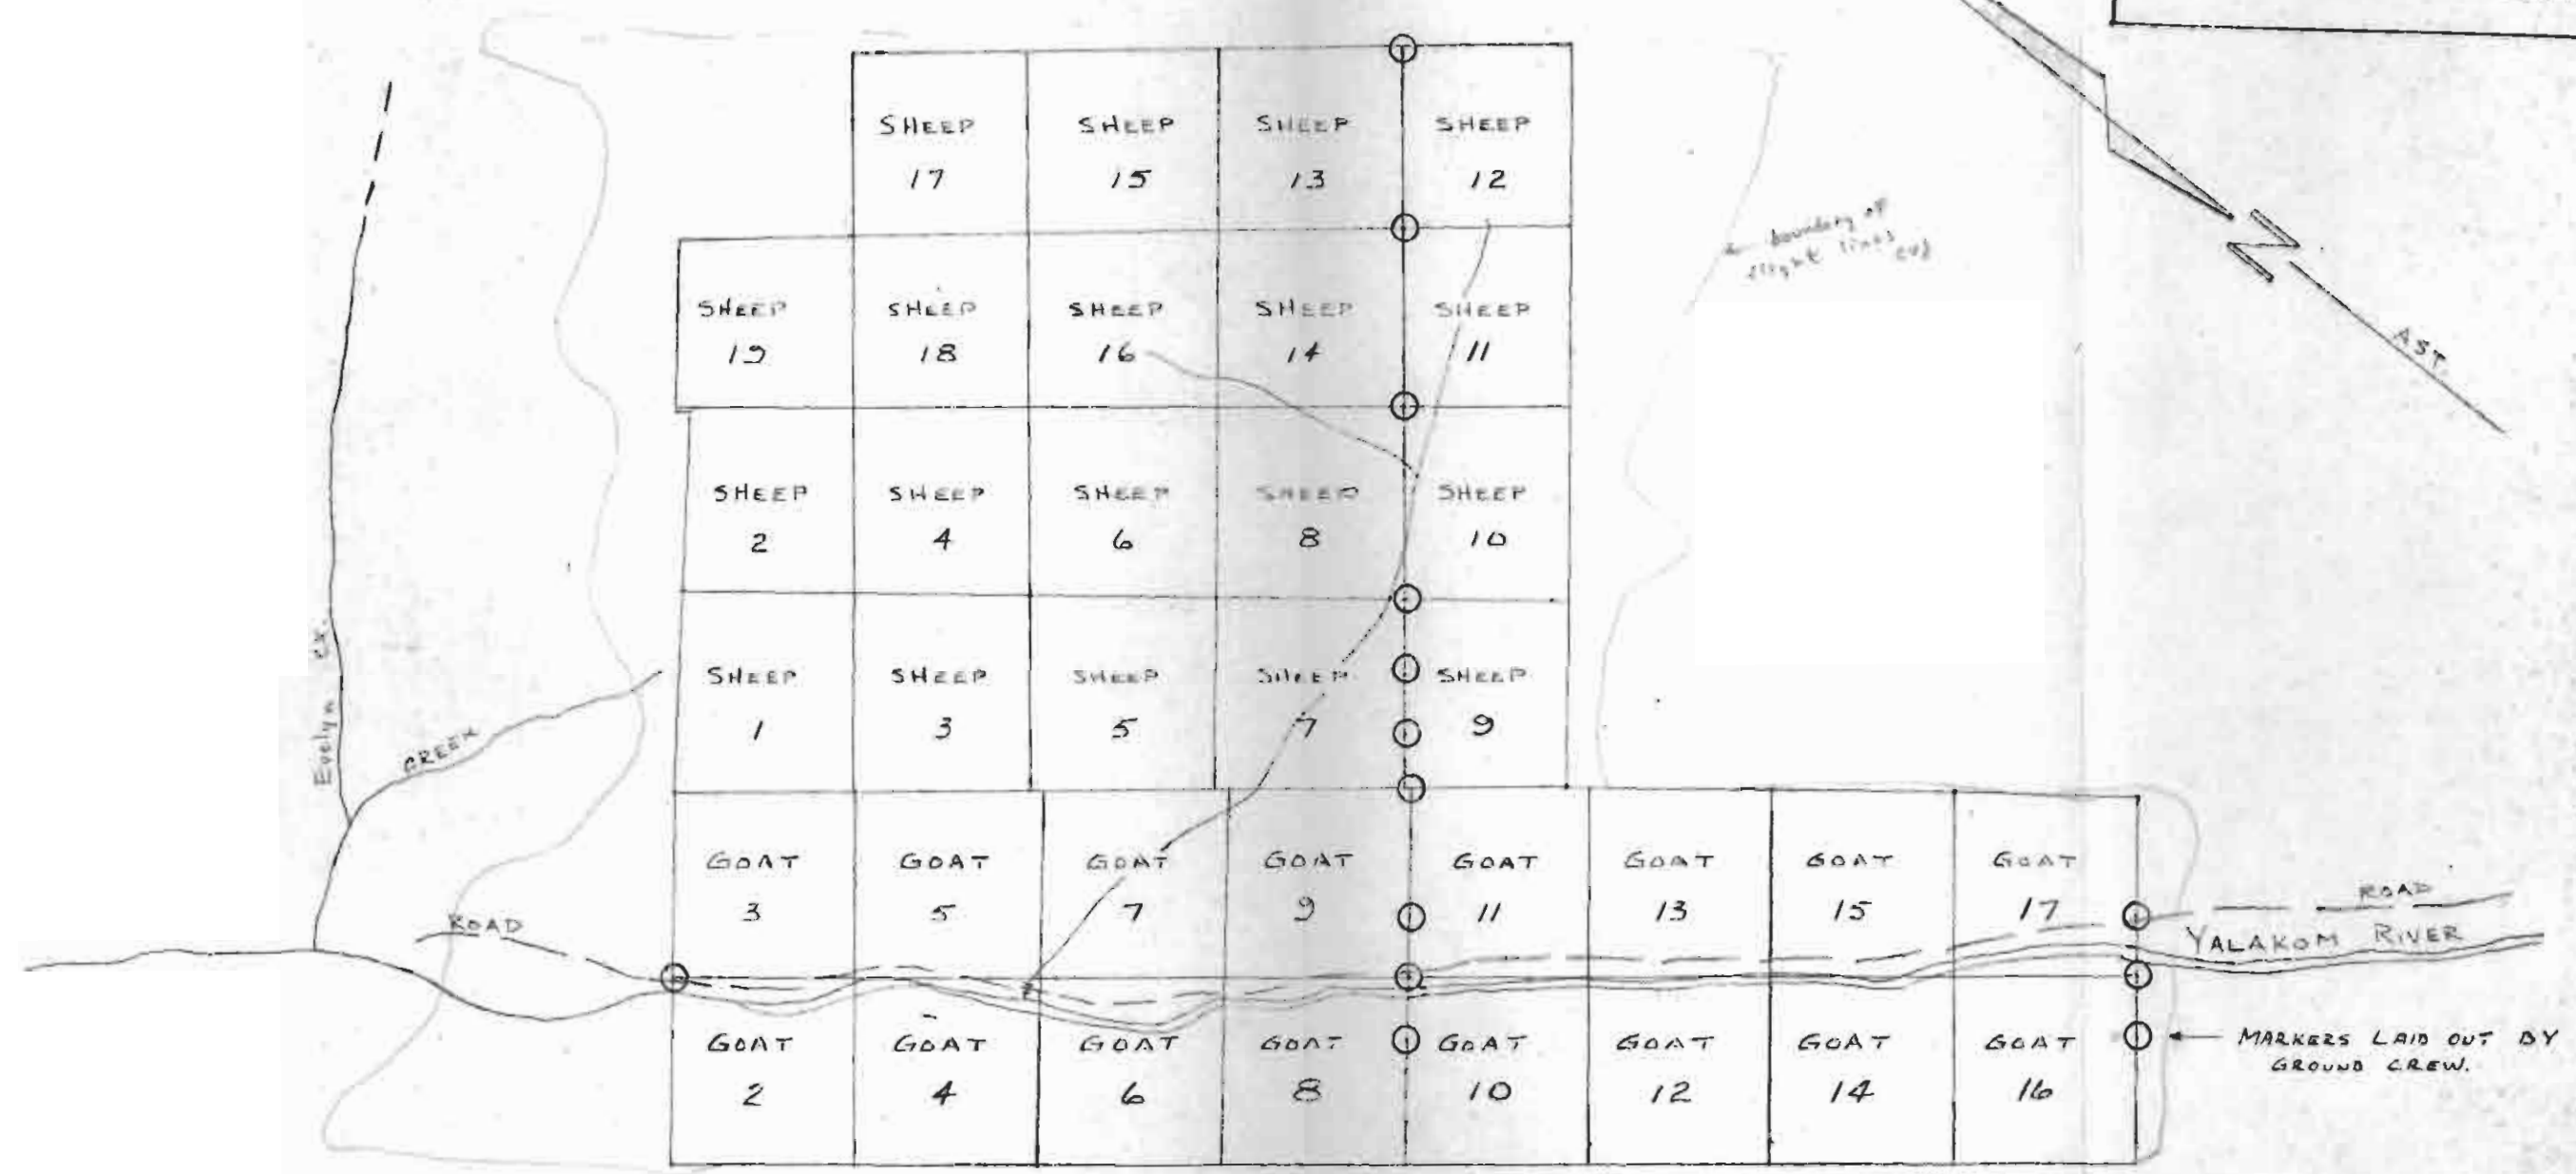 SHEEP
17
SHEEP
15
SHEEP
13
SHEEP
12
← boundary of
flight lines
N
AST.
SHEEP
19
SHEEP
18
SHEEP
16
SHEEP
14
SHEEP
11
SHEEP
2
SHEEP
4
SHEEP
6
SHEEP
8
SHEEP
10
Evelyn CK.
CREEK
SHEEP
1
SHEEP
3
SHEEP
5
SHEEP
7
SHEEP
9
GOAT
3
GOAT
5
GOAT
7
GOAT
9
GOAT
11
GOAT
13
GOAT
15
GOAT
17
ROAD
ROAD
YALAKOM RIVER
GOAT
2
GOAT
4
GOAT
6
GOAT
8
GOAT
10
GOAT
12
GOAT
14
GOAT
16
← MARKERS LAID OUT BY
GROUND CREW.